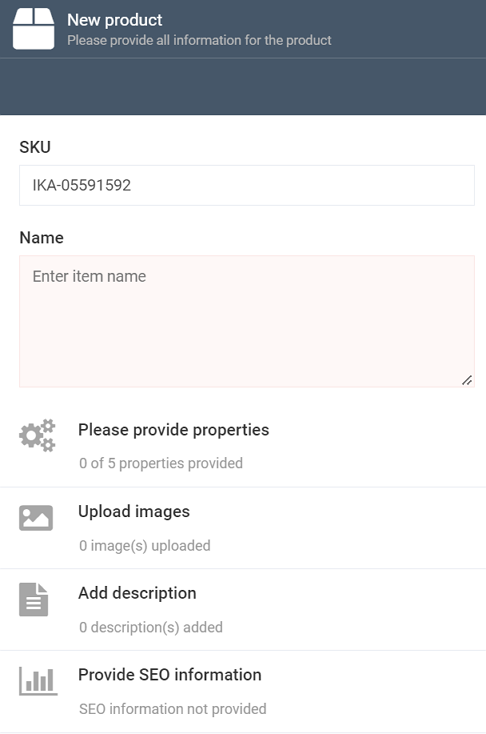 New product
Please provide all information for the product
SKU
IKA-05591592
Name
Enter item name
Please provide properties
0 of 5 properties provided
Upload images
0 image(s) uploaded
Add description
0 description(s) added
Provide SEO information
SEO information not provided